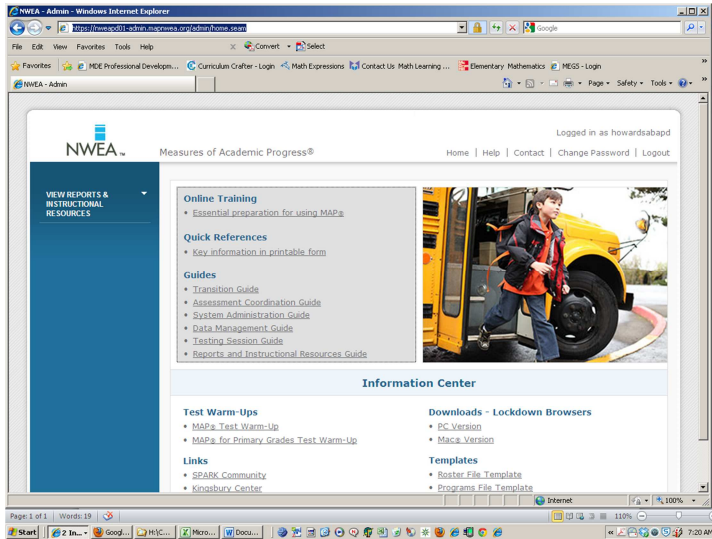 NWEA - Admin - Windows Internet Explorer
https://nweapd01-admin.mapnwea.org/admin/home.seam
Google
File Edit View Favorites Tools Help
Convert Select
Favorites MDE Professional Developm... Curriculum Crafter - Login Math Expressions Contact Us Math Learning ... Elementary Mathematics MEGS - Login
NWEA - Admin
Page Safety Tools
Logged in as howardsabapd
NWEA™
Measures of Academic Progress®
Home | Help | Contact | Change Password | Logout
VIEW REPORTS &
INSTRUCTIONAL
RESOURCES
Online Training
• Essential preparation for using MAP®
Quick References
• Key information in printable form
Guides
• Transition Guide
• Assessment Coordination Guide
• System Administration Guide
• Data Management Guide
• Testing Session Guide
• Reports and Instructional Resources Guide
Information Center
Test Warm-Ups
• MAP® Test Warm-Up
• MAP® for Primary Grades Test Warm-Up
Links
• SPARK Community
• Kingsbury Center
Downloads - Lockdown Browsers
• PC Version
• Mac® Version
Templates
• Roster File Template
• Programs File Template
Internet 100%
Page: 1 of 1 Words: 19 110%
Start 2 In... Googl... H:\C... Micro... Docu... 7:20 AM